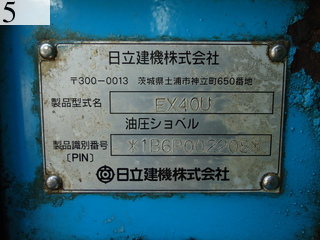 5
日立建機株式会社
〒300-0013 茨城県土浦市神立町650番地
製品型式名 EX40U
油圧ショベル
製品識別番号
〔PIN〕
日立建機株式会社